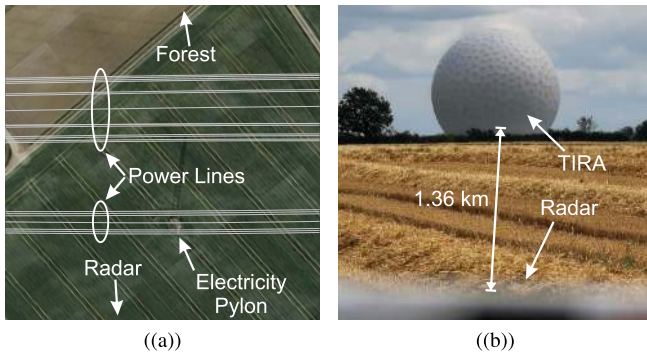 Forest
Power Lines
Radar
Electricity
Pylon
((a))
TIRA
1.36 km
Radar
((b))